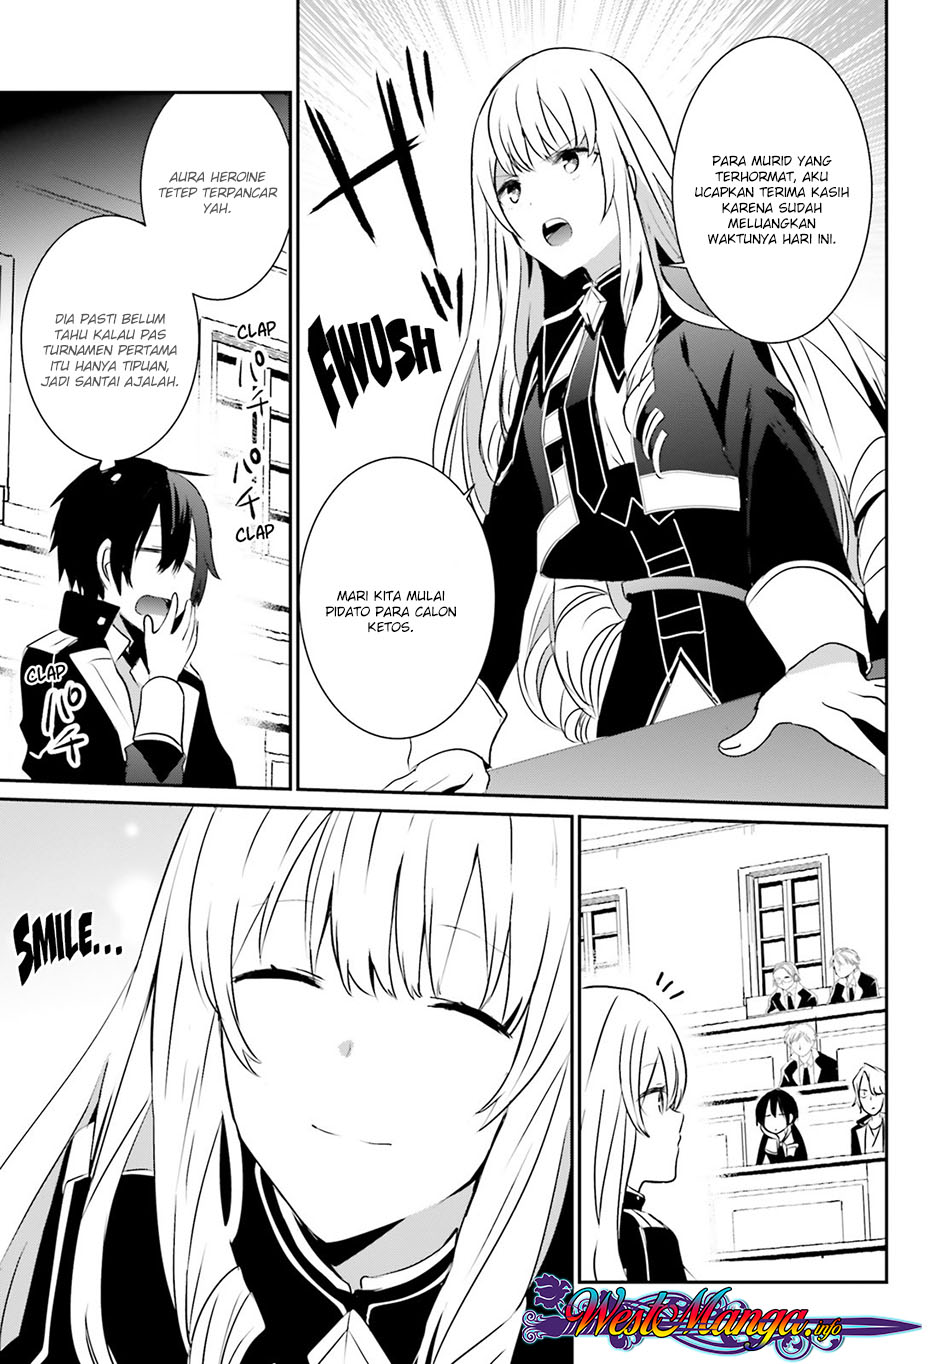 PARA MURID YANG
TERHORMAT, AKU
UCAPKAN TERIMA KASIH
KARENA SUDAH
MELUANGKAN
WAKTUNYA HARI INI.
FWUSH
MARI KITA MULAI
PIDATO PARA CALON
KETOS.
AURA HEROINE
TETEP TERPANCAR
YAH.
DIA PASTI BELUM
TAHU KALAU PAS
TURNAMEN PERTAMA
ITU HANYA TIPUAN,
JADI SANTAI AJALAH.
CLAP
パチ
パチ
CLAP
CLAP
パチ
SMILE...
WestManga.info